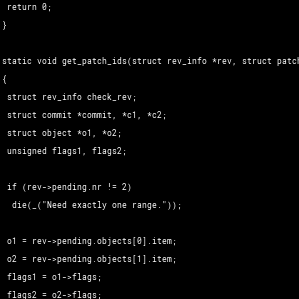 return 0;
}
static void get_patch_ids(struct rev_info *rev, struct patch
{
struct rev_info check_rev;
struct commit *commit, *c1, *c2;
struct object *o1, *o2;
unsigned flags1, flags2;
if (rev->pending.nr != 2)
die(_("Need exactly one range."));
o1 = rev->pending.objects[0].item;
o2 = rev->pending.objects[1].item;
flags1 = o1->flags;
flags2 = o2->flags;